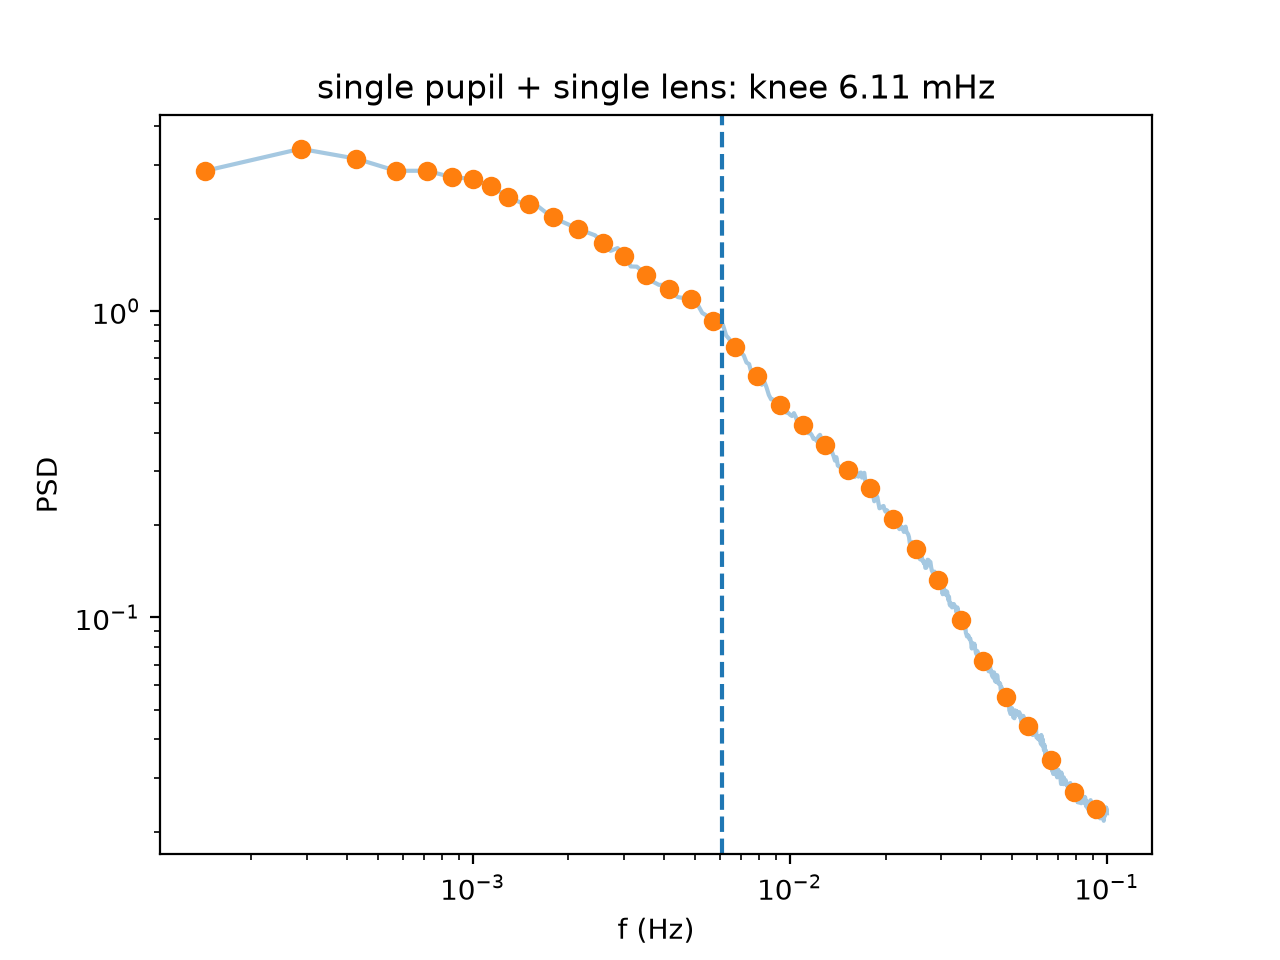 single pupil + single lens: knee 6.11 mHz
PSD
10⁰
10⁻¹
10⁻³
10⁻²
10⁻¹
f (Hz)